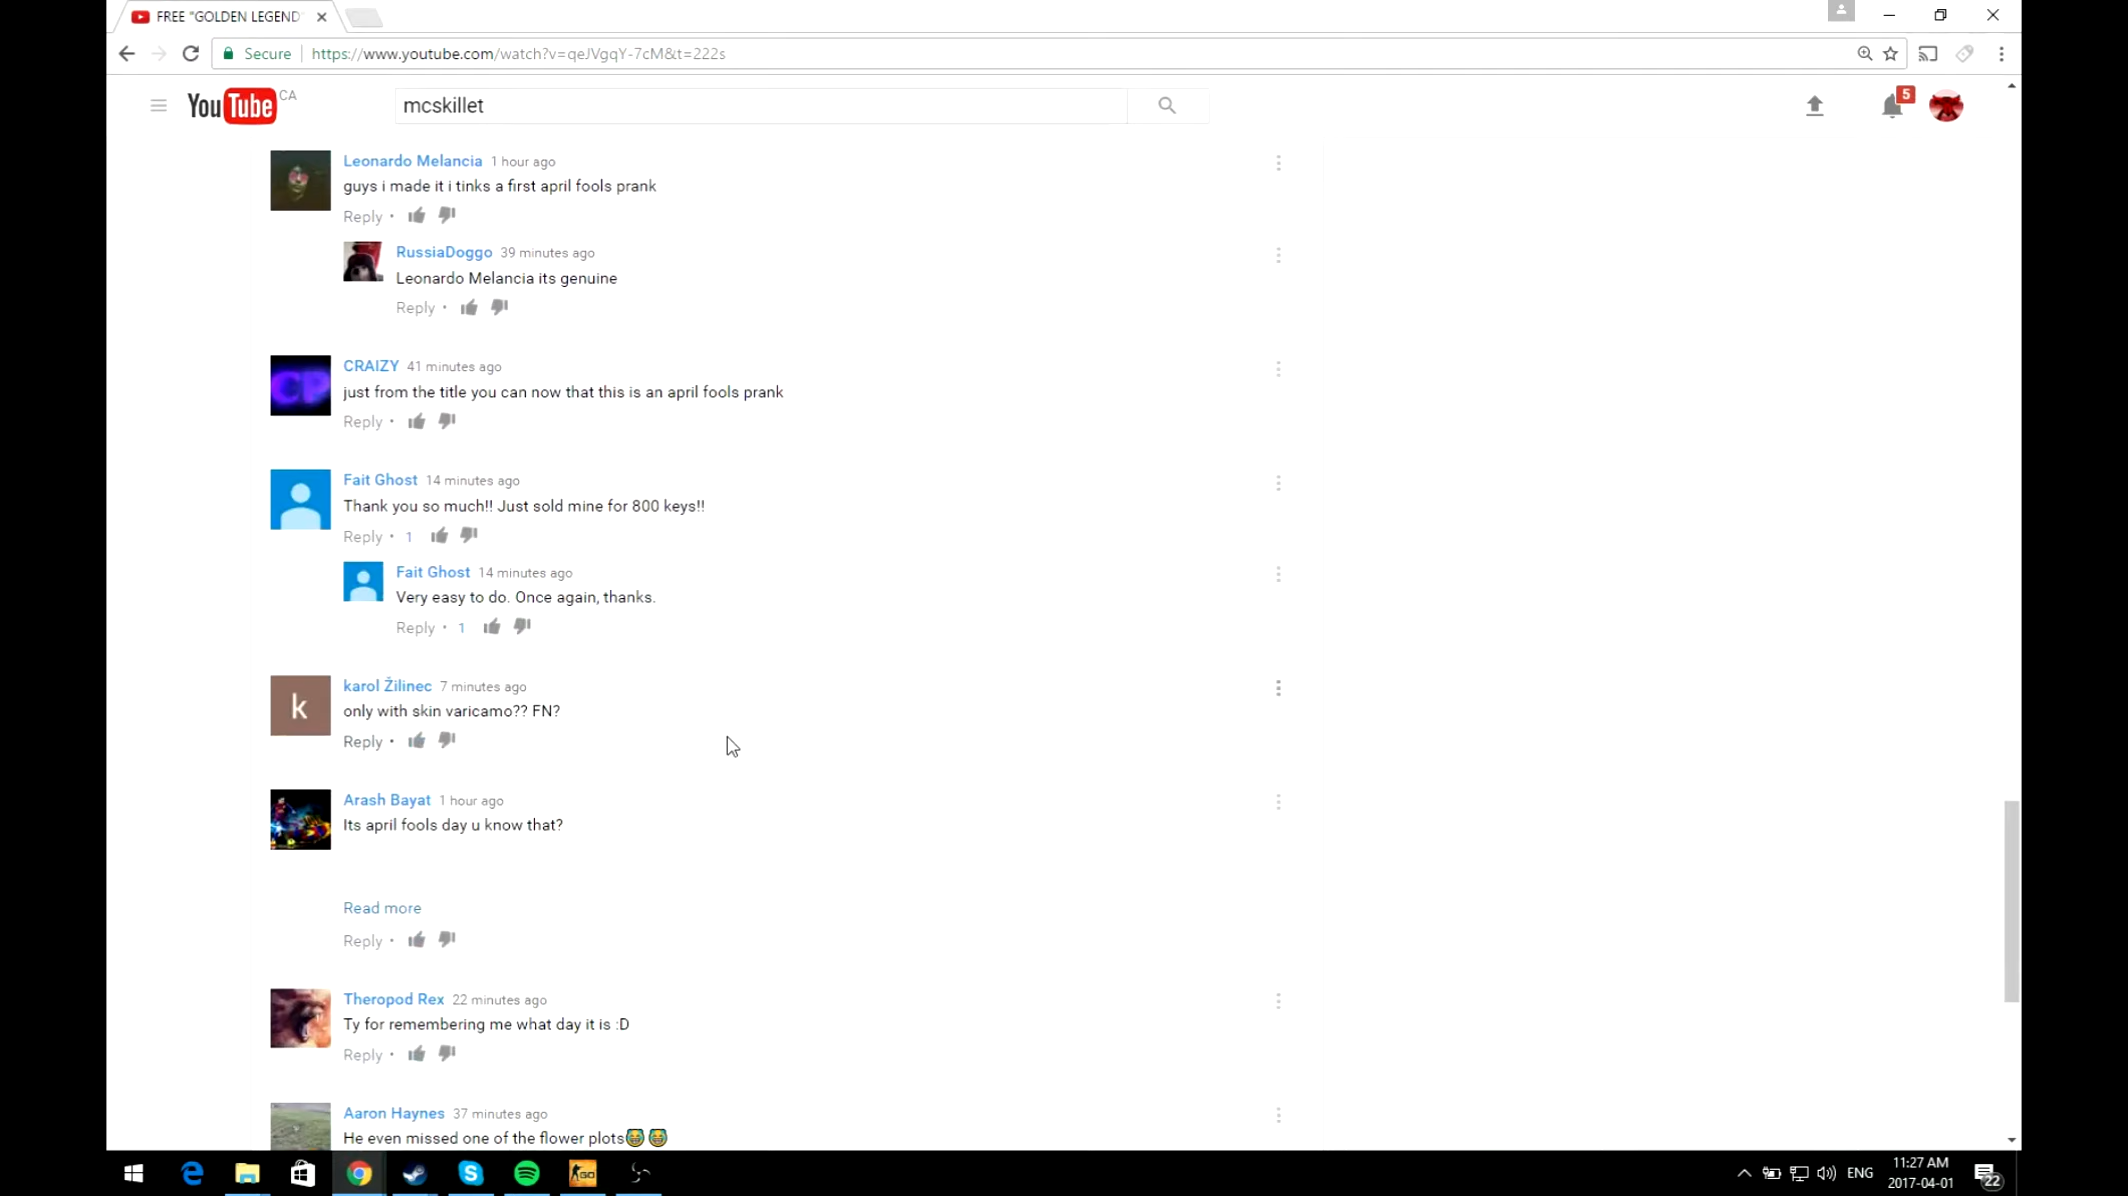 FREE "GOLDEN LEGEND
Secure
https://www.youtube.com/watch?v=qeJVgqY-7cM&t=222s
YouTube CA
mcskillet
5
Leonardo Melancia 1 hour ago
guys i made it i tinks a first april fools prank
Reply •
RussiaDoggo 39 minutes ago
Leonardo Melancia its genuine
Reply •
CP
CRAIZY 41 minutes ago
just from the title you can now that this is an april fools prank
Reply •
Fait Ghost 14 minutes ago
Thank you so much!! Just sold mine for 800 keys!!
Reply • 1
Fait Ghost 14 minutes ago
Very easy to do. Once again, thanks.
Reply • 1
k
karol Žilinec 7 minutes ago
only with skin varicamo?? FN?
Reply •
Arash Bayat 1 hour ago
Its april fools day u know that?
Read more
Reply •
Theropod Rex 22 minutes ago
Ty for remembering me what day it is :D
Reply •
Aaron Haynes 37 minutes ago
He even missed one of the flower plots😂😂
GO
ENG
11:27 AM
2017-04-01
22